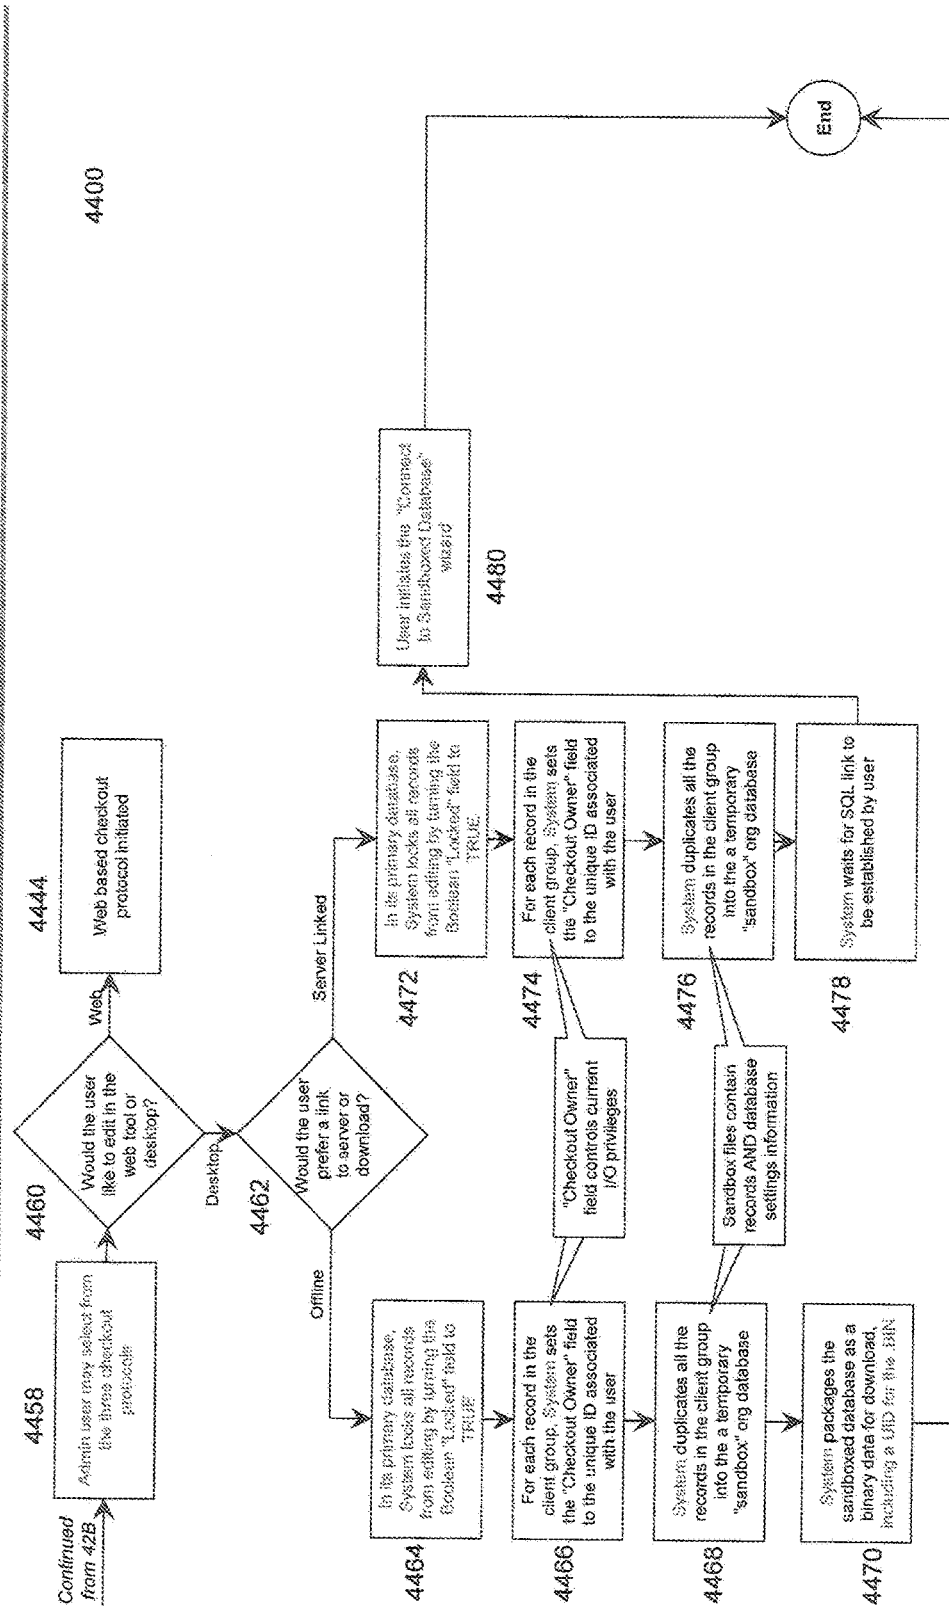 4400
Continued
from 42B
4458
Admin user may select from
the three checkout
protocols
4460
Would the user
like to edit in the
web tool or
desktop?
Web
4444
Web based checkout
protocol initiated
Desktop
4462
Would the user
prefer a link
to server or
download?
Offline
Server Linked
4464
In its primary database,
System locks all records
from editing by turning the
Boolean "Locked" field to
TRUE
4466
For each record in the
client group, System sets
the "Checkout Owner" field
to the unique ID associated
with the user
"Checkout Owner"
field controls current
I/O privileges
4468
System duplicates all the
records in the client group
into the a temporary
"sandbox" org database
Sandbox files contain
records AND database
settings information
4470
System packages the
sandboxed database as a
binary data for download,
including a UID for the .BIN
4472
In its primary database,
System locks all records
from editing by turning the
Boolean "Locked" field to
TRUE
4474
For each record in the
client group, System sets
the "Checkout Owner" field
to the unique ID associated
with the user
4476
System duplicates all the
records in the client group
into the a temporary
"sandbox" org database
4478
System waits for SQL link to
be established by user
User initiates the "Connect
to Sandboxed Database"
wizard
4480
End